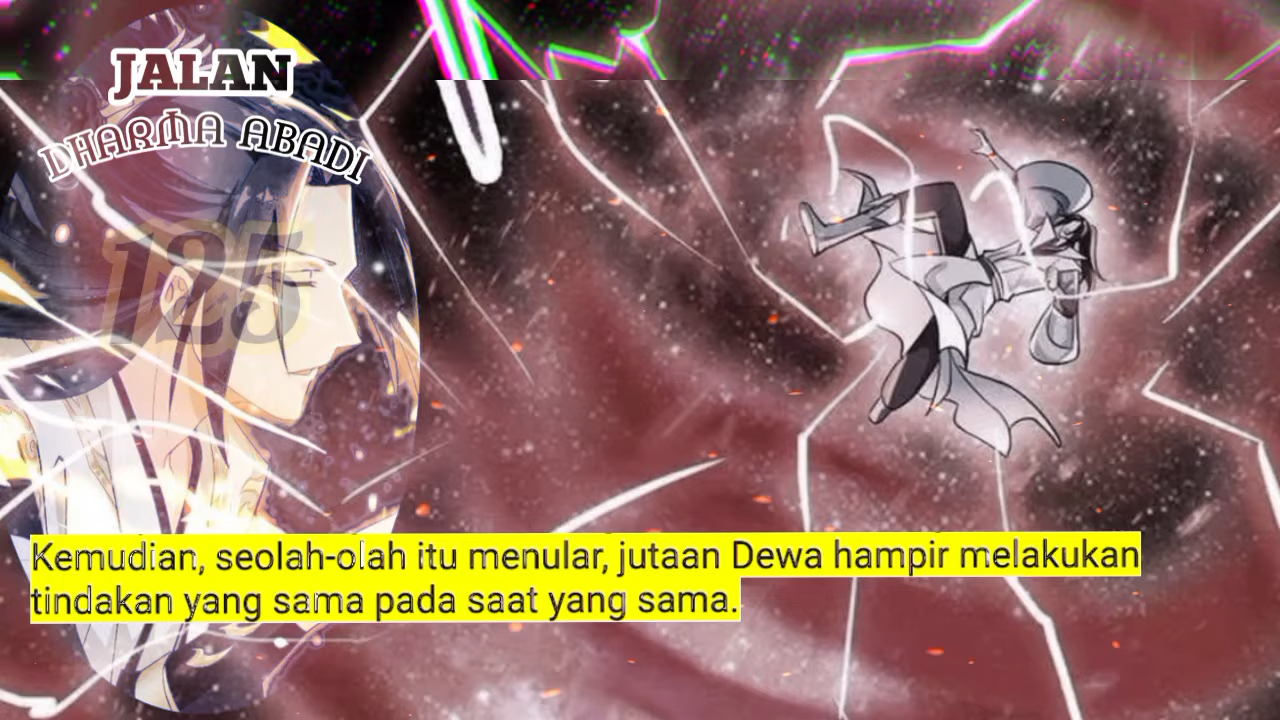 JALAN
DHARMA ABADI
125
Kemudian, seolah-olah itu menular, jutaan Dewa hampir melakukan
tindakan yang sama pada saat yang sama.